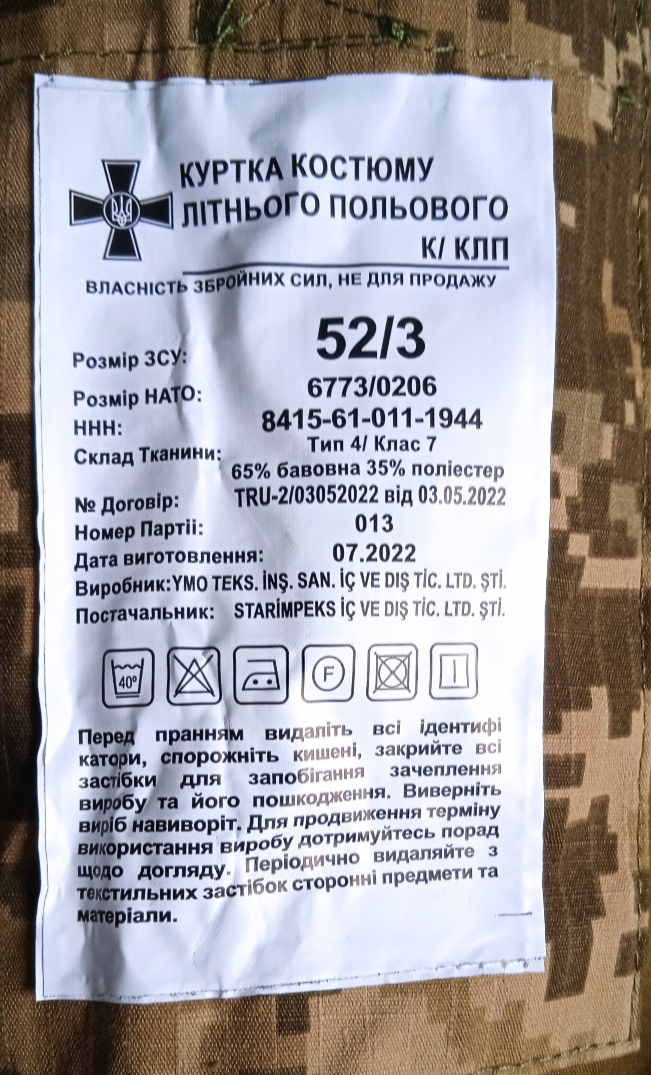 КУРТКА КОСТЮМУ
ЛІТНЬОГО ПОЛЬОВОГО
К/ КЛП
ВЛАСНІСТЬ ЗБРОЙНИХ СИЛ, НЕ ДЛЯ ПРОДАЖУ
Розмір ЗСУ: 52/3
Розмір НАТО: 6773/0206
ННН: 8415-61-011-1944
Склад Тканини: Тип 4/ Клас 7
65% бавовна 35% поліестер
№ Договір: TRU-2/03052022 від 03.05.2022
Номер Партії: 013
Дата виготовлення: 07.2022
Виробник:YMO TEKS. İNŞ. SAN. İÇ VE DIŞ TİC. LTD. ŞTİ.
Постачальник: STARİMPEKS İÇ VE DIŞ TİC. LTD. ŞTİ.
40° F
Перед пранням видаліть всі ідентифі
катори, спорожніть кишені, закрийте всі
застібки для запобігання зачеплення
виробу та його пошкодження. Виверніть
виріб навиворіт. Для продвиження терміну
використання виробу дотримуйтесь порад
щодо догляду. Періодично видаляйте з
текстильних застібок сторонні предмети та
матеріали.